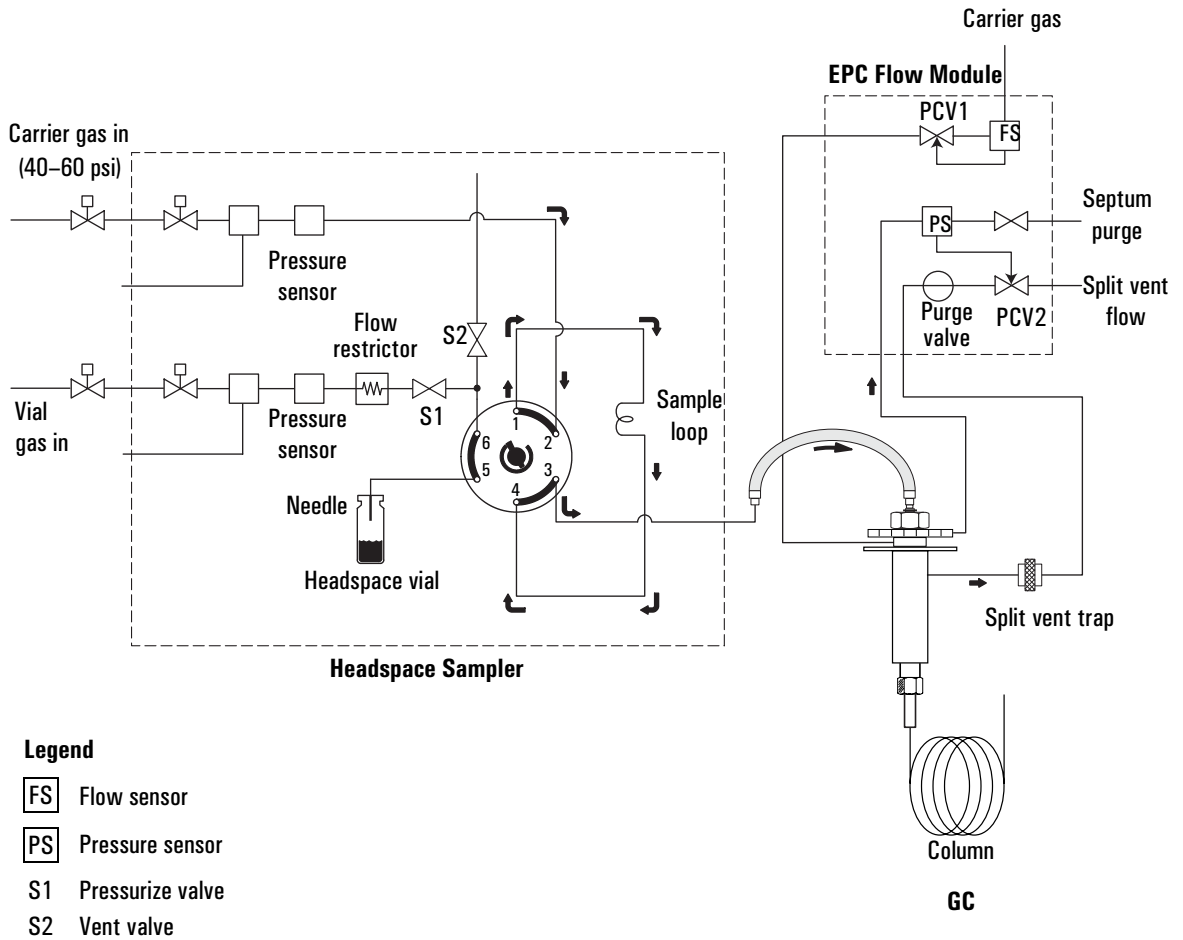 Carrier gas
EPC Flow Module
PCV1
FS
Carrier gas in
(40–60 psi)
Septum
purge
PS
Pressure
sensor
Split vent
flow
Purge
valve
PCV2
Flow
restrictor
S2
S1
Vial
gas in
Pressure
sensor
Sample
loop
1
2
3
4
5
6
Needle
Headspace vial
Split vent trap
Headspace Sampler
Column
GC
Legend
FS Flow sensor
PS Pressure sensor
S1 Pressurize valve
S2 Vent valve